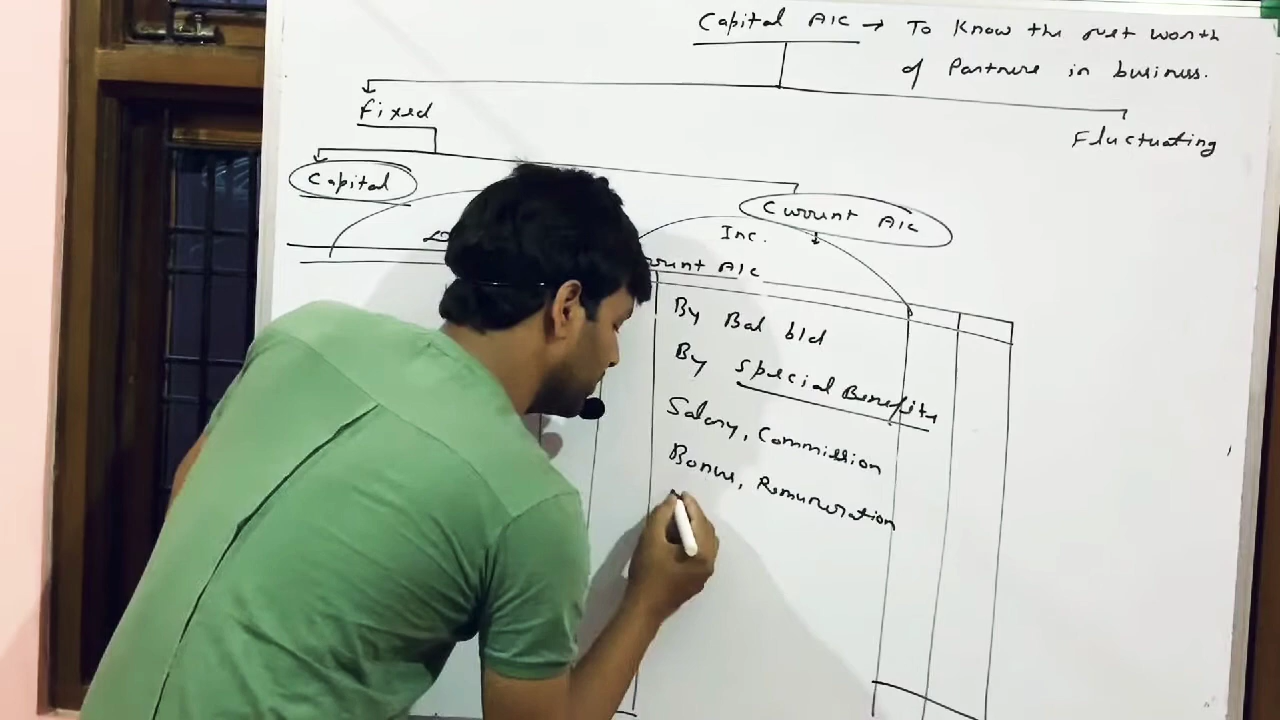 Capital A/c → To Know the net worth
of Partners in business.
Fixed
Fluctuating
Capital
Current A/c
Inc.
A/c
By Bal b/d
By Special Benefits
Salary, Commission
Bonus, Remuneration